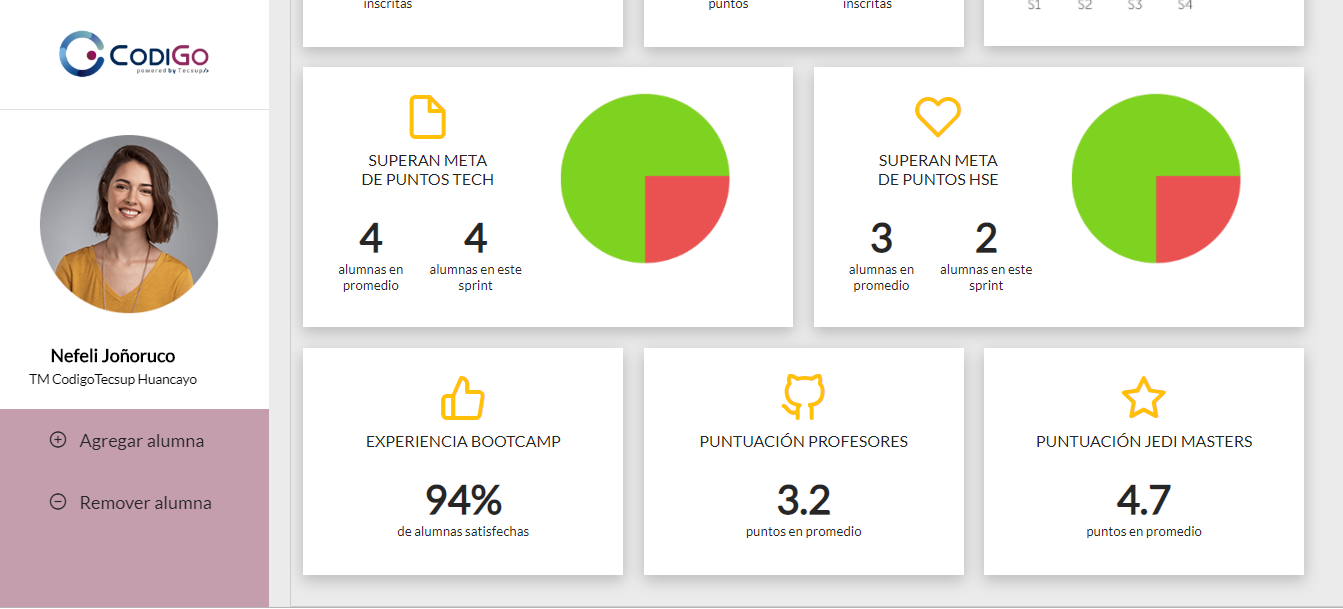 CODIGO
powered by Tecsup/>
Nefeli Joñoruco
TM CodigoTecsup Huancayo
Agregar alumna
Remover alumna
inscritas
puntos
inscritas
S1 S2 S3 S4
SUPERAN META
DE PUNTOS TECH
4 4
alumnas en alumnas en este
promedio sprint
SUPERAN META
DE PUNTOS HSE
3 2
alumnas en alumnas en este
promedio sprint
EXPERIENCIA BOOTCAMP
94%
de alumnas satisfechas
PUNTUACIÓN PROFESORES
3.2
puntos en promedio
PUNTUACIÓN JEDI MASTERS
4.7
puntos en promedio